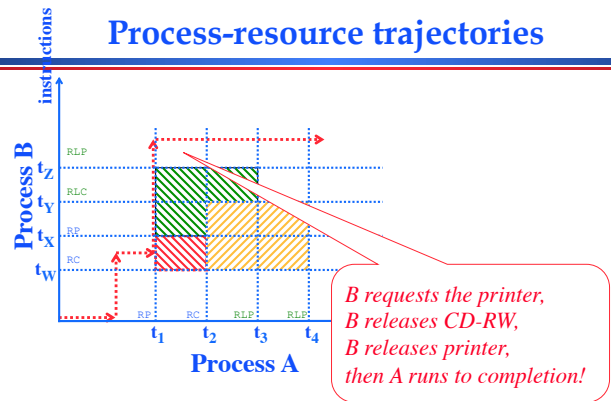 Process-resource trajectories
instructions
Process B
RLP
tZ
RLC
tY
RP
tX
RC
tW
RP
RC
RLP
RLP
t1
t2
t3
t4
Process A
B requests the printer,
B releases CD-RW,
B releases printer,
then A runs to completion!